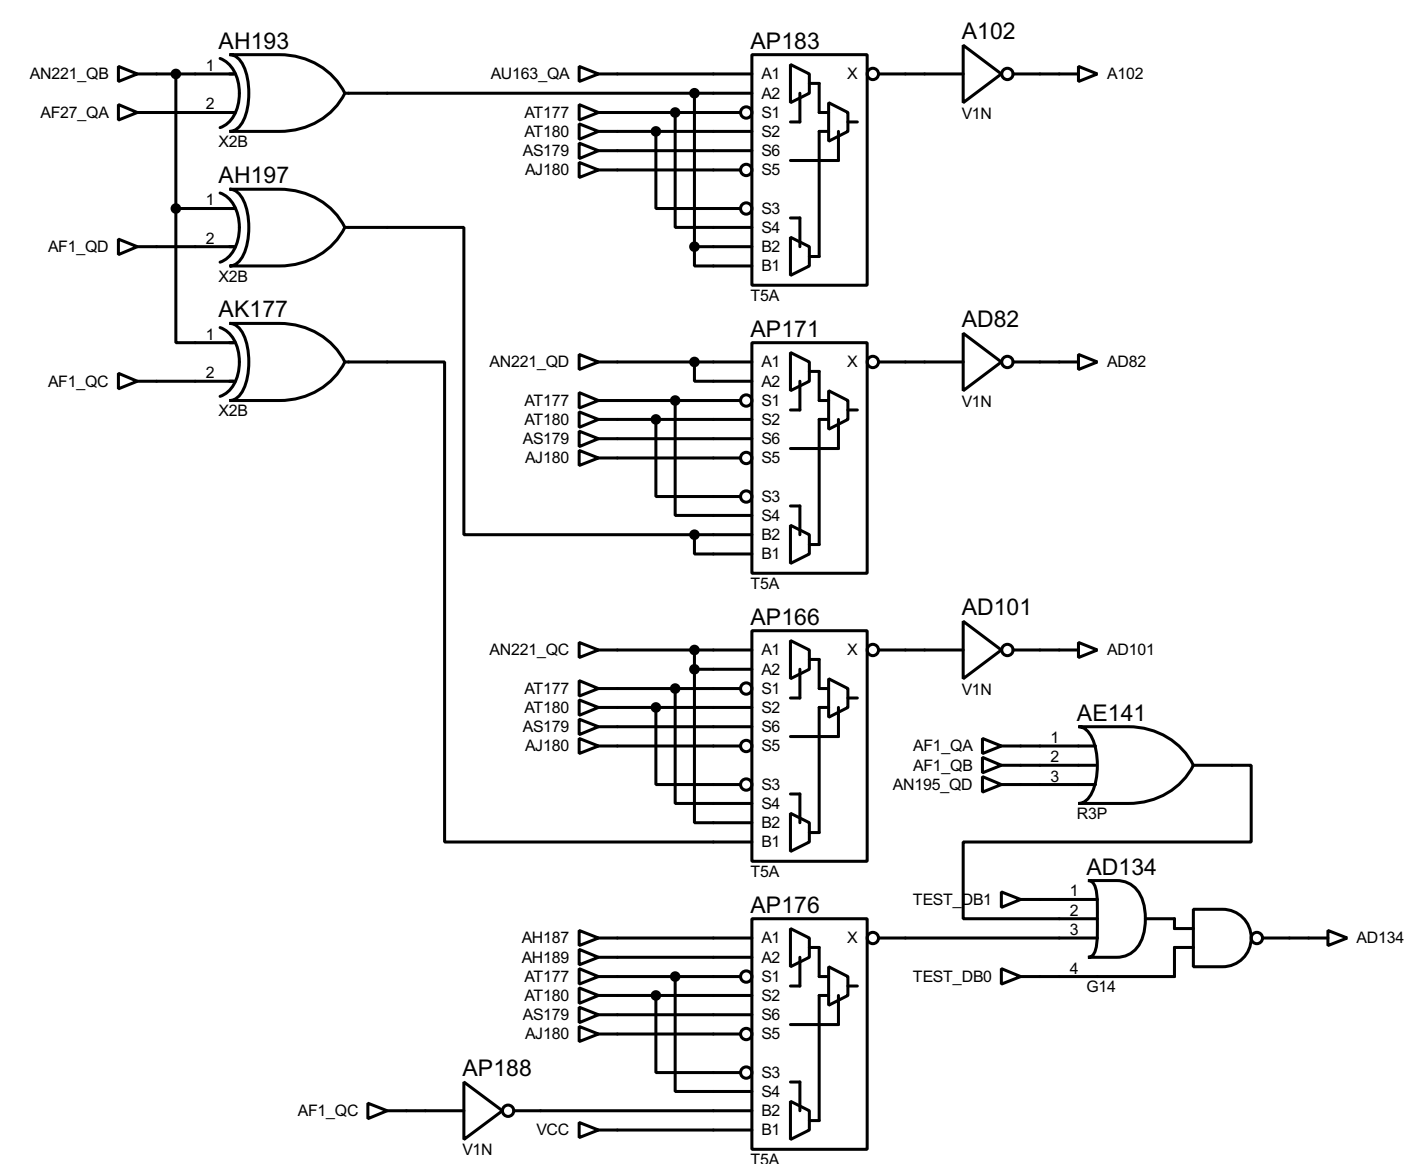 AH193
AN221_QB
1
AF27_QA
2
X2B
AH197
1
AF1_QD
2
X2B
AK177
1
AF1_QC
2
X2B
AP183
AU163_QA
A1
X
A2
AT177
S1
AT180
S2
AS179
S6
AJ180
S5
S3
S4
B2
B1
T5A
A102
V1N
A102
AP171
AN221_QD
A1
X
A2
AT177
S1
AT180
S2
AS179
S6
AJ180
S5
S3
S4
B2
B1
T5A
AD82
V1N
AD82
AP166
AN221_QC
A1
X
A2
AT177
S1
AT180
S2
AS179
S6
AJ180
S5
S3
S4
B2
B1
T5A
AD101
V1N
AD101
AE141
AF1_QA
1
AF1_QB
2
AN195_QD
3
R3P
AD134
TEST_DB1
1
2
3
TEST_DB0
4
G14
AD134
AP176
AH187
A1
X
AH189
A2
AT177
S1
AT180
S2
AS179
S6
AJ180
S5
S3
S4
B2
B1
T5A
AP188
AF1_QC
V1N
VCC